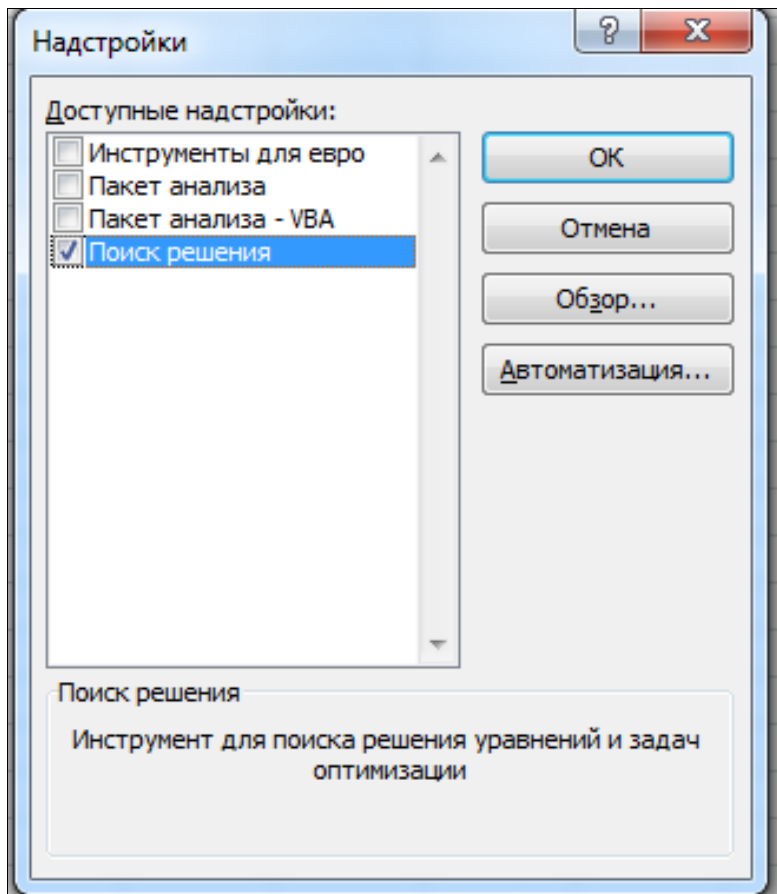 Надстройки
Доступные надстройки:
Инструменты для евро
Пакет анализа
Пакет анализа - VBA
Поиск решения
ОК
Отмена
Обзор...
Автоматизация...
Поиск решения
Инструмент для поиска решения уравнений и задач
оптимизации